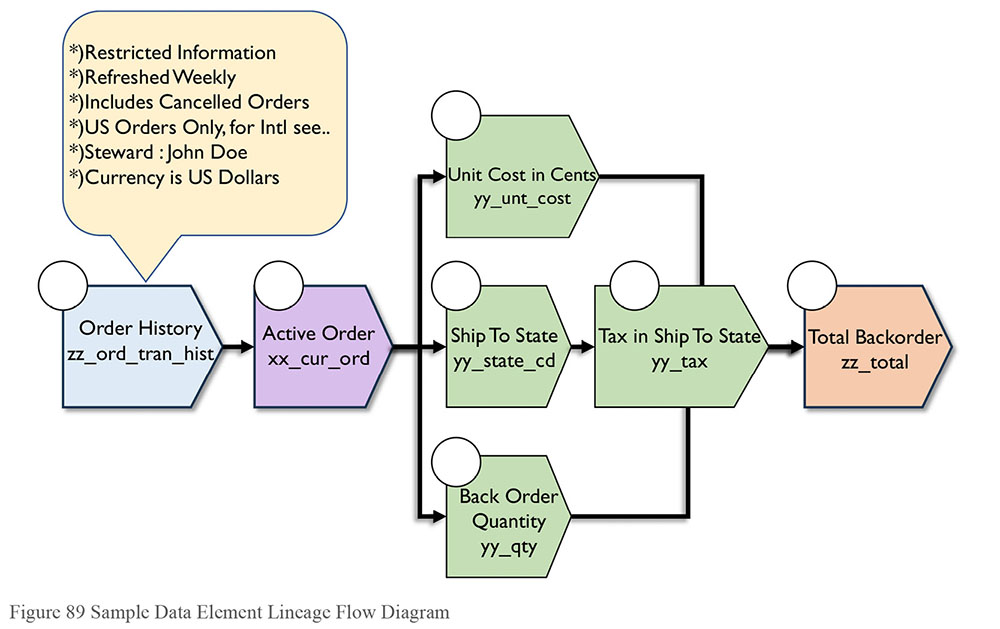 *)Restricted Information
*)Refreshed Weekly
*)Includes Cancelled Orders
*)US Orders Only, for Intl see..
*)Steward : John Doe
*)Currency is US Dollars
Order History
zz_ord_tran_hist
Active Order
xx_cur_ord
Unit Cost in Cents
yy_unt_cost
Ship To State
yy_state_cd
Back Order
Quantity
yy_qty
Tax in Ship To State
yy_tax
Total Backorder
zz_total
Figure 89 Sample Data Element Lineage Flow Diagram